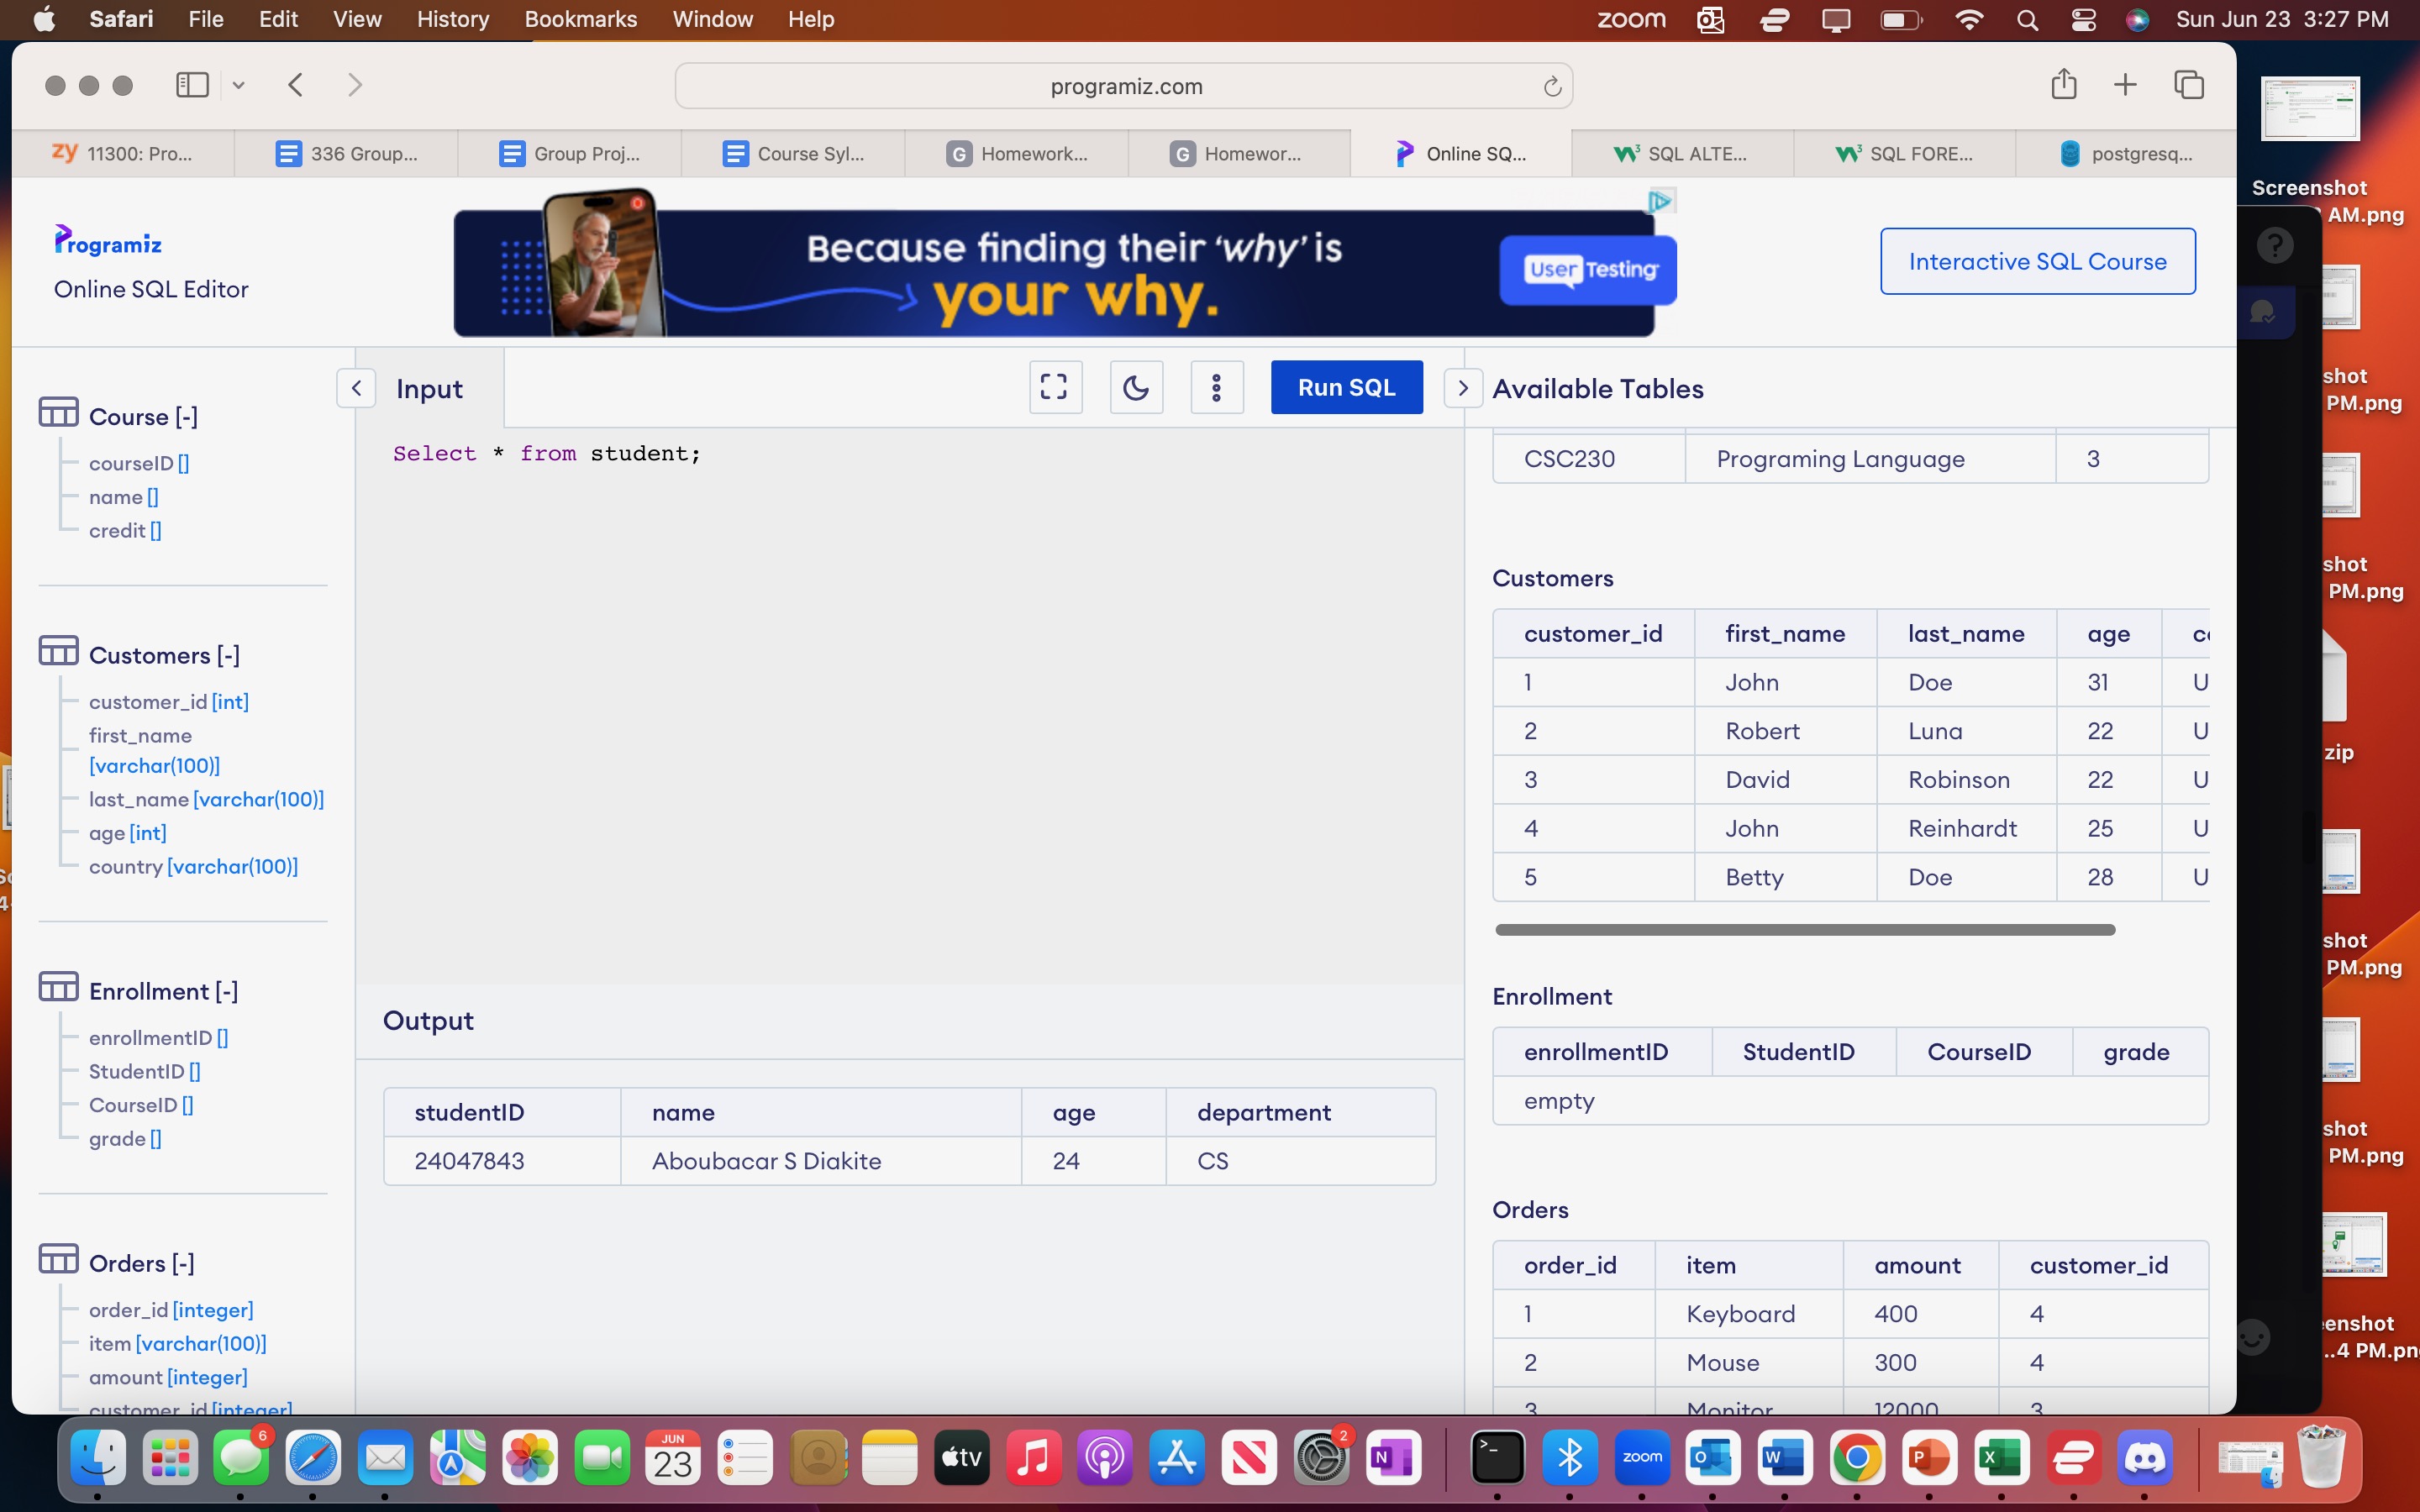 Safari File Edit View History Bookmarks Window Help
zoom
Sun Jun 23 3:27 PM
programiz.com
zy 11300: Pro...
336 Group...
Group Proj...
Course Syl...
G Homework...
G Homewor...
Online SQ...
SQL ALTE...
SQL FORE...
postgresq...
Programiz
Online SQL Editor
Because finding their 'why' is
your why.
UserTesting
Interactive SQL Course
Course [-]
courseID []
name []
credit []
Customers [-]
customer_id [int]
first_name
[varchar(100)]
last_name [varchar(100)]
age [int]
country [varchar(100)]
Enrollment [-]
enrollmentID []
StudentID []
CourseID []
grade []
Orders [-]
order_id [integer]
item [varchar(100)]
amount [integer]
customer_id [integer]
Input
Run SQL
Select * from student;
Output
studentID name age department
24047843 Aboubacar S Diakite 24 CS
Available Tables
CSC230 Programing Language 3
Customers
customer_id first_name last_name age
1 John Doe 31 U
2 Robert Luna 22 U
3 David Robinson 22 U
4 John Reinhardt 25 U
5 Betty Doe 28 U
Enrollment
enrollmentID StudentID CourseID grade
empty
Orders
order_id item amount customer_id
1 Keyboard 400 4
2 Mouse 300 4
3 Monitor 12000 3
Screenshot
AM.png
shot
PM.png
shot
PM.png
zip
shot
PM.png
shot
PM.png
enshot
...4 PM.pn
6
JUN
23
tv
2
N
zoom
O
W
P
X